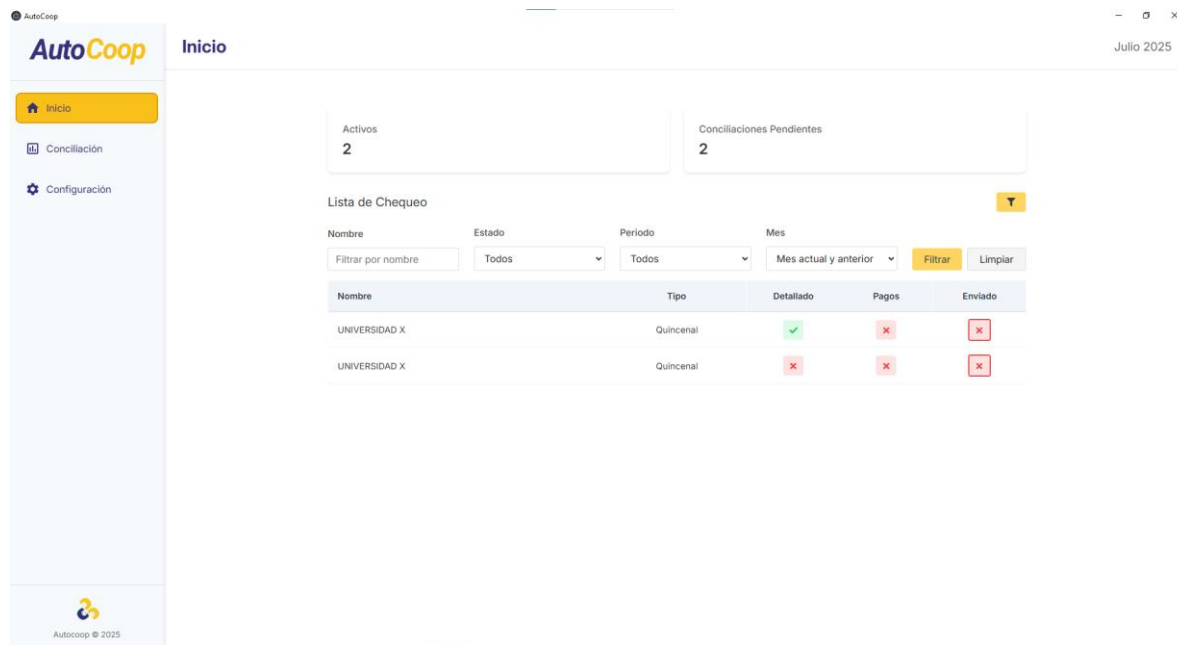 AutoCoop
AutoCoop
Inicio
Julio 2025
Inicio
Conciliación
Configuración
Activos
2
Conciliaciones Pendientes
2
Lista de Chequeo
Nombre Estado Periodo Mes
Filtrar por nombre Todos Todos Mes actual y anterior Filtrar Limpiar
Nombre Tipo Detallado Pagos Enviado
UNIVERSIDAD X Quincenal
UNIVERSIDAD X Quincenal
Autocoop © 2025